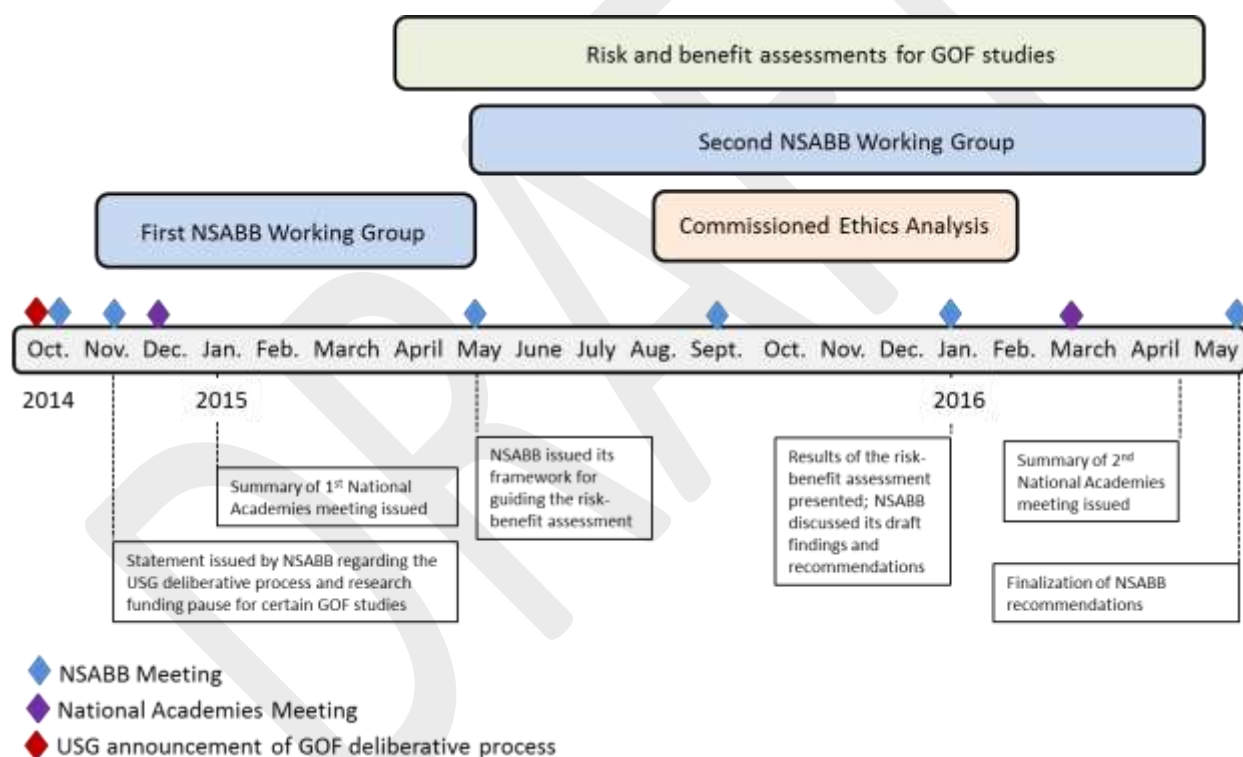 Risk and benefit assessments for GOF studies
Second NSABB Working Group
First NSABB Working Group
Commissioned Ethics Analysis
Oct. Nov. Dec. Jan. Feb. March April May June July Aug. Sept. Oct. Nov. Dec. Jan. Feb. March April May
2014 2015 2016
Summary of 1st National
Academies meeting issued
Statement issued by NSABB regarding the
USG deliberative process and research
funding pause for certain GOF studies
NSABB issued its
framework for
guiding the risk-
benefit assessment
Results of the risk-
benefit assessment
presented; NSABB
discussed its draft
findings and
recommendations
Summary of 2nd
National Academies
meeting issued
Finalization of NSABB
recommendations
NSABB Meeting
National Academies Meeting
USG announcement of GOF deliberative process
DRAFT